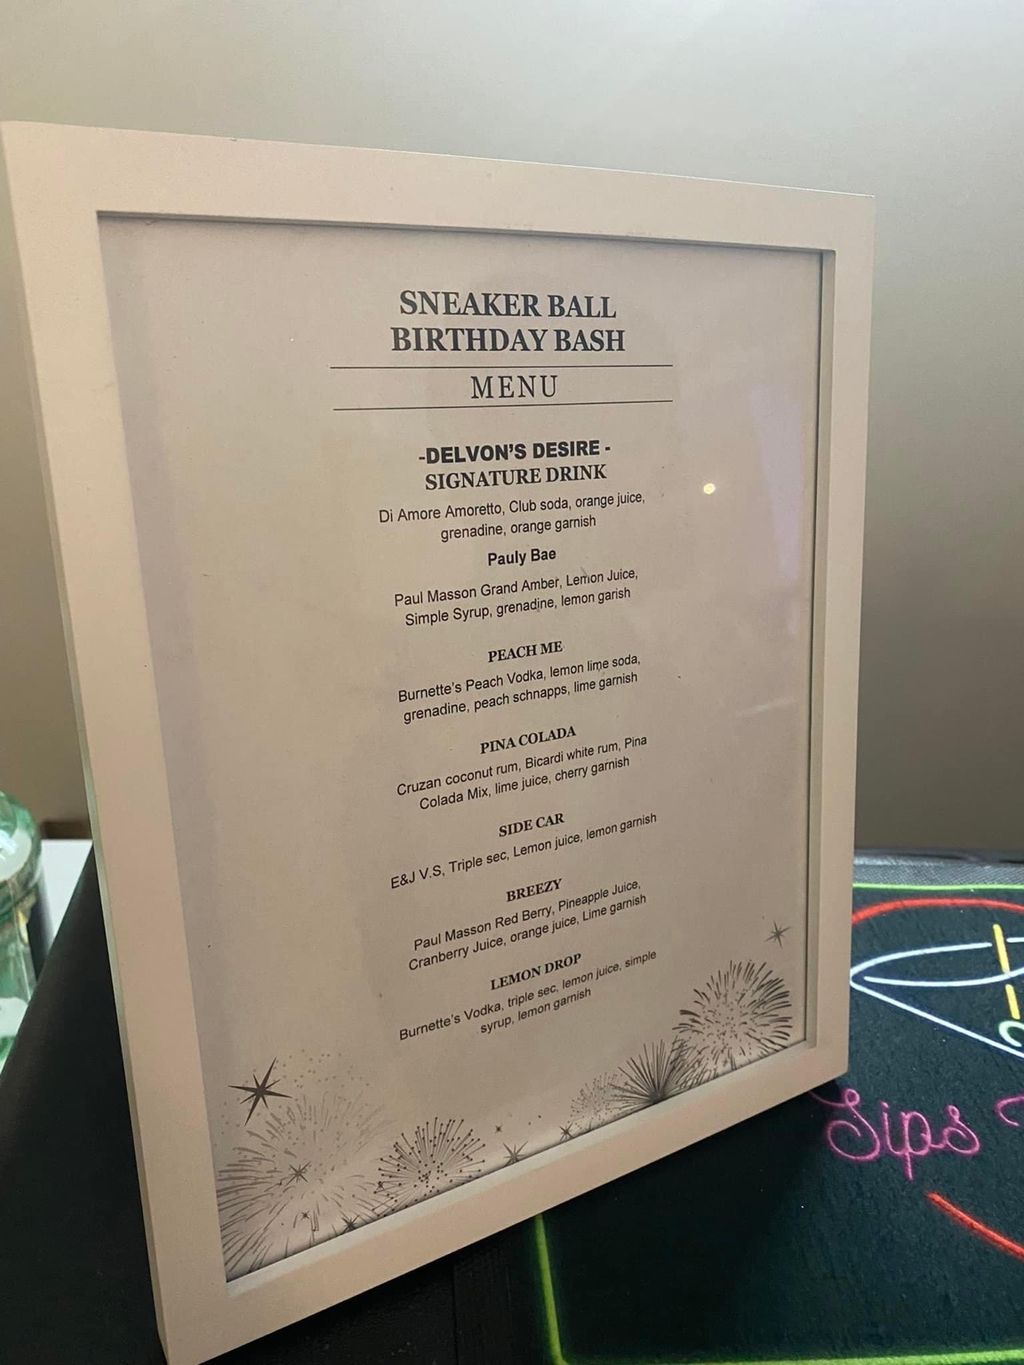 SNEAKER BALL
BIRTHDAY BASH
MENU
-DELVON'S DESIRE -
SIGNATURE DRINK
Di Amore Amoretto, Club soda, orange juice,
grenadine, orange garnish
Pauly Bae
Paul Masson Grand Amber, Lemon Juice,
Simple Syrup, grenadine, lemon garish
PEACH ME
Burnette's Peach Vodka, lemon lime soda,
grenadine, peach schnapps, lime garnish
PINA COLADA
Cruzan coconut rum, Bicardi white rum, Pina
Colada Mix, lime juice, cherry garnish
SIDE CAR
E&J V.S, Triple sec, Lemon juice, lemon garnish
BREEZY
Paul Masson Red Berry, Pineapple Juice,
Cranberry Juice, orange juice, Lime garnish
LEMON DROP
Burnette's Vodka, triple sec, lemon juice, simple
syrup, lemon garnish
Sips